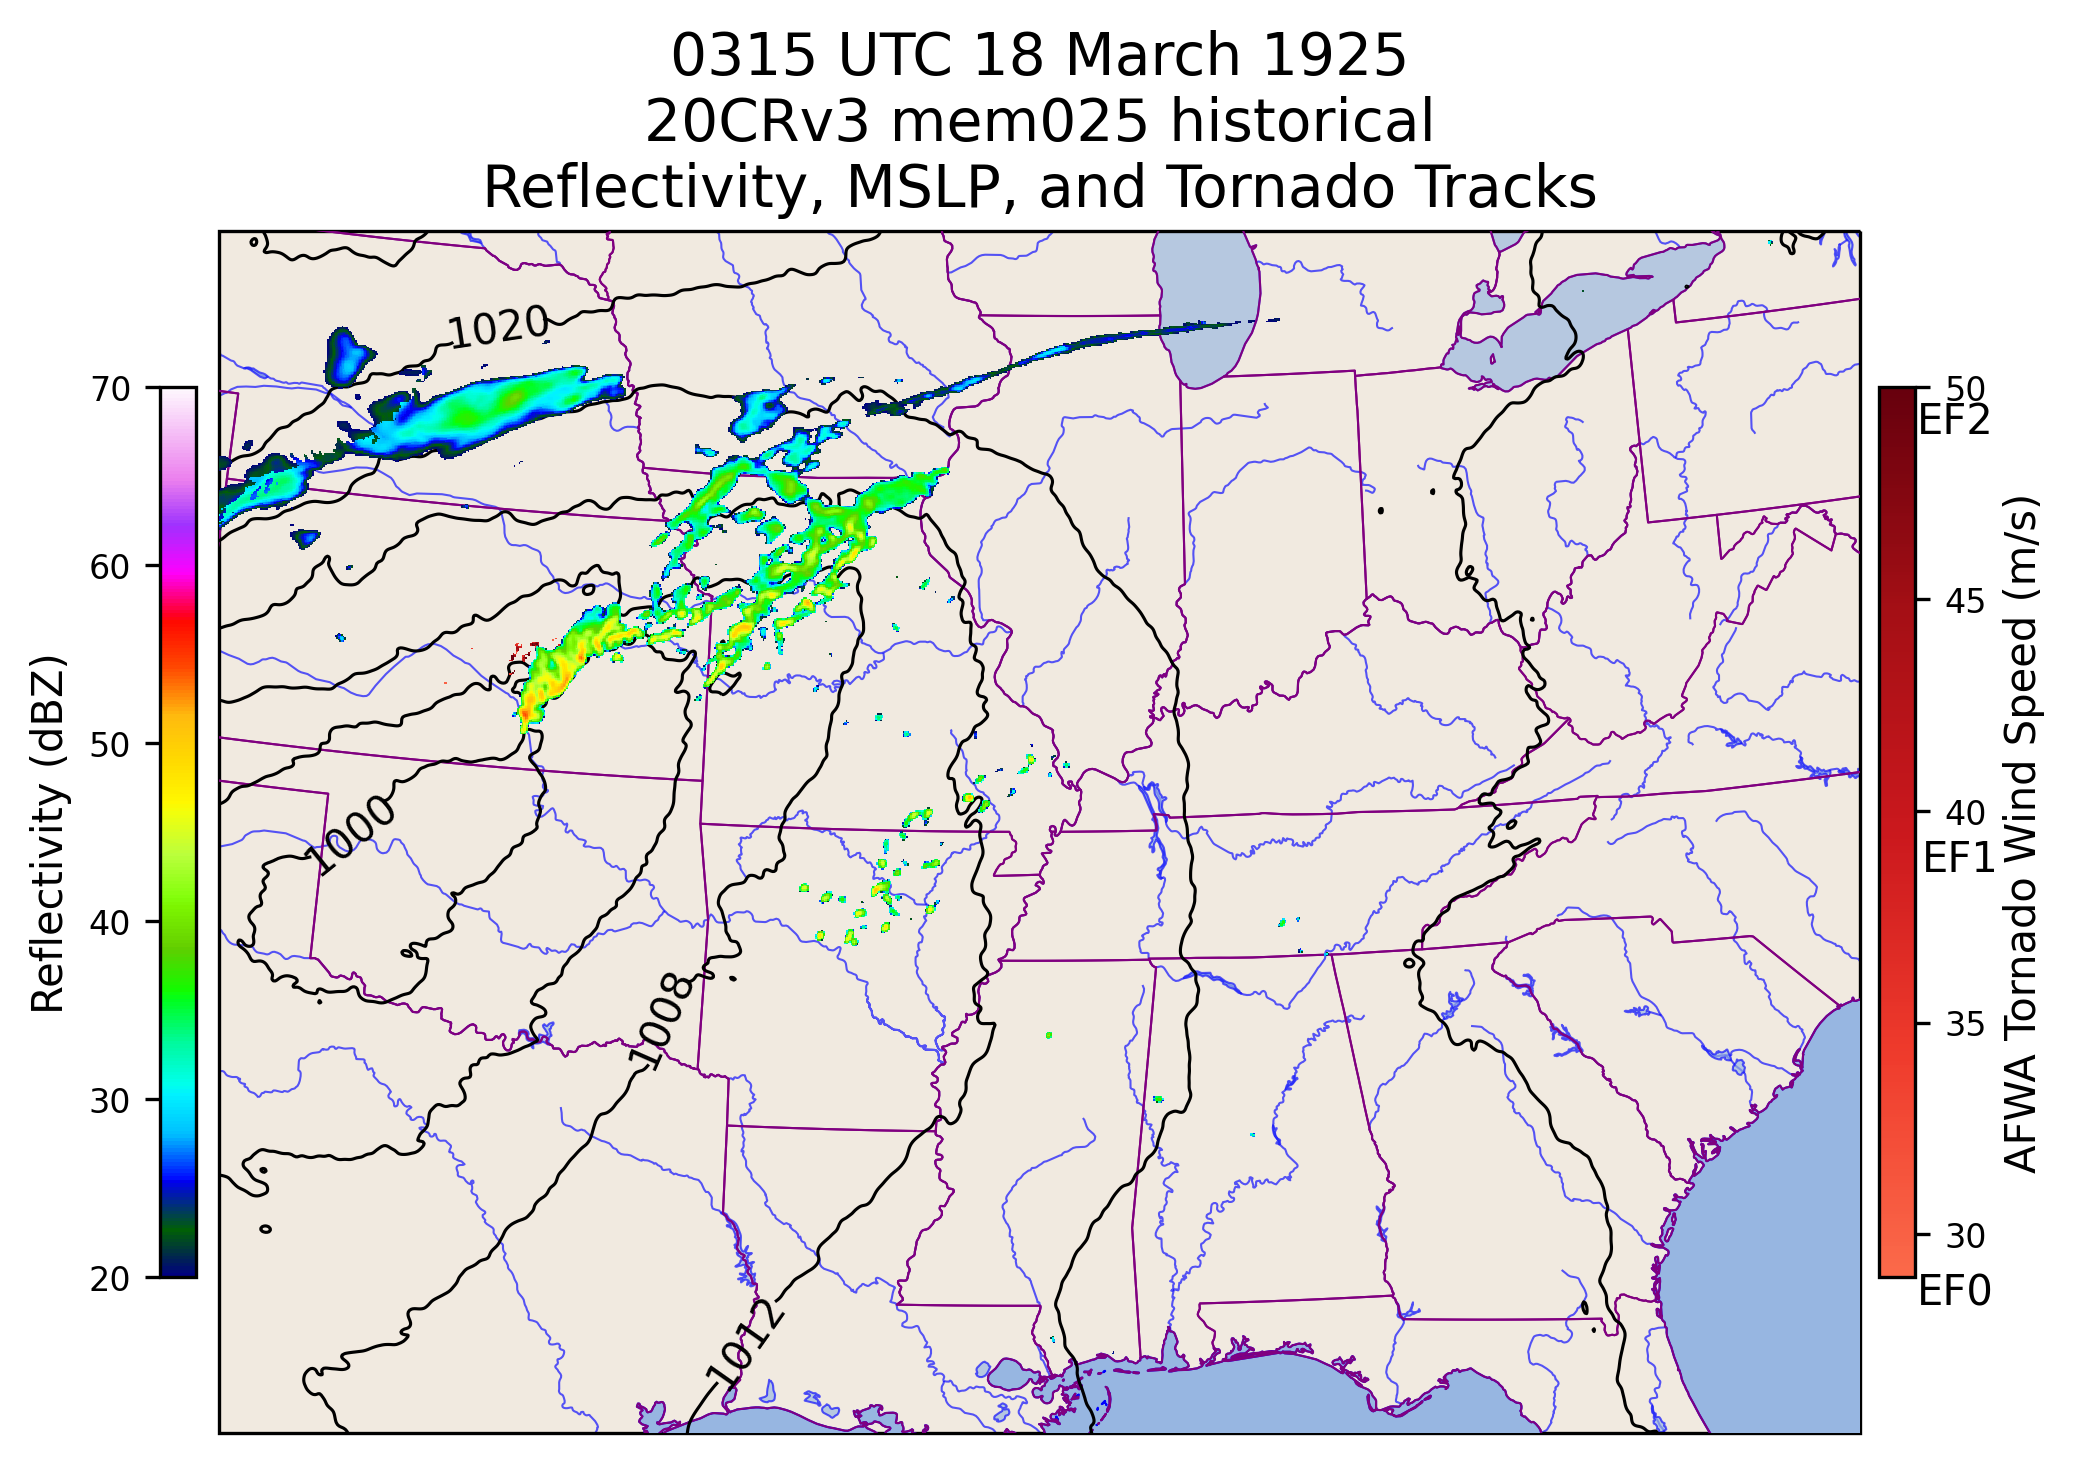 0315 UTC 18 March 1925
20CRv3 mem025 historical
Reflectivity, MSLP, and Tornado Tracks
1020
1000
1008
1012
70
60
50
40
30
20
Reflectivity (dBZ)
50
EF2
45
40
EF1
35
30
EF0
AFWA Tornado Wind Speed (m/s)